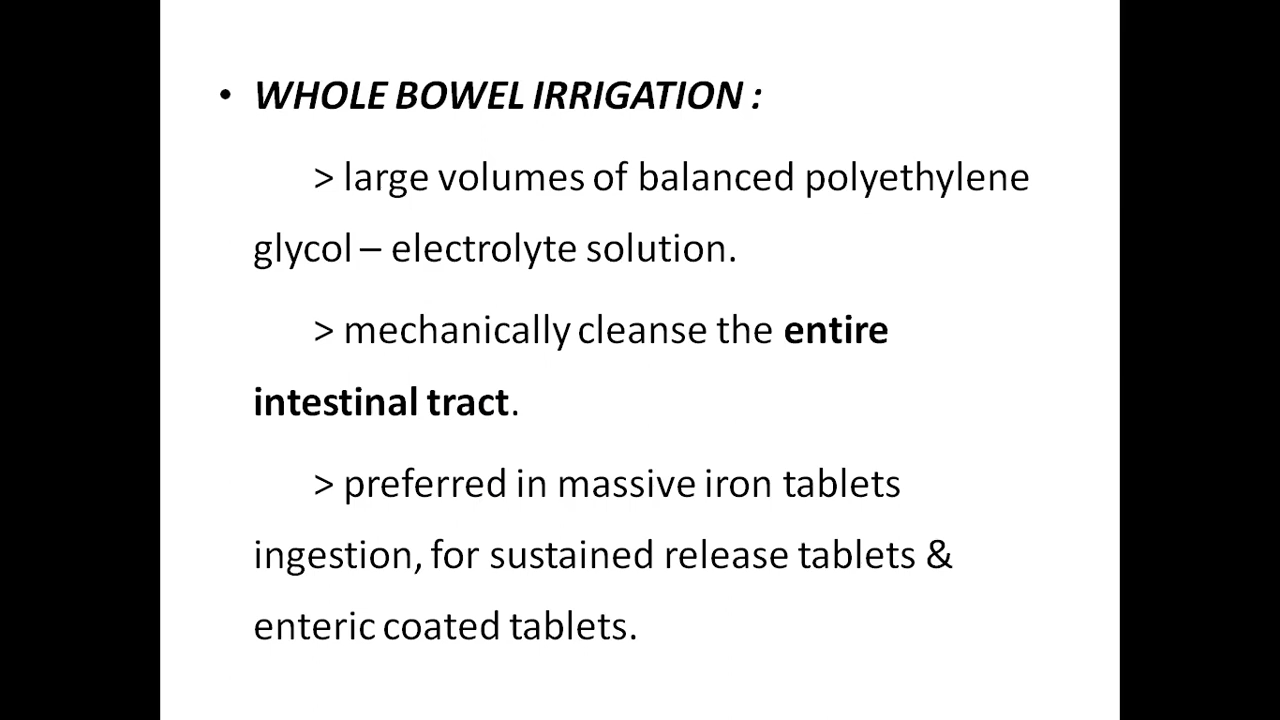 • WHOLE BOWEL IRRIGATION :
> large volumes of balanced polyethylene
glycol – electrolyte solution.
> mechanically cleanse the entire
intestinal tract.
> preferred in massive iron tablets
ingestion, for sustained release tablets &
enteric coated tablets.